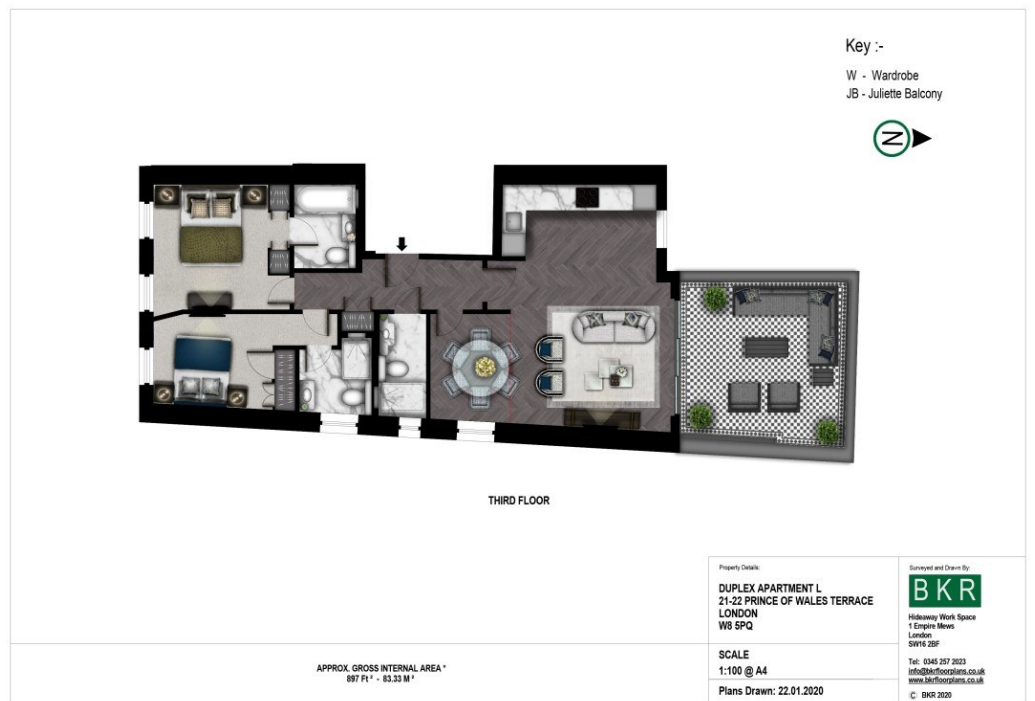 Key :-
W - Wardrobe
JB - Juliette Balcony
N
THIRD FLOOR
APPROX. GROSS INTERNAL AREA *
897 Ft ² - 83.33 M ²
Property Details:
DUPLEX APARTMENT L
21-22 PRINCE OF WALES TERRACE
LONDON
W8 5PQ
SCALE
1:100 @ A4
Plans Drawn: 22.01.2020
Surveyed and Drawn By:
BKR
Hideaway Work Space
1 Empire Mews
London
SW16 2BF
Tel: 0345 257 2023
info@bkrfloorplans.co.uk
www.bkrfloorplans.co.uk
© BKR 2020